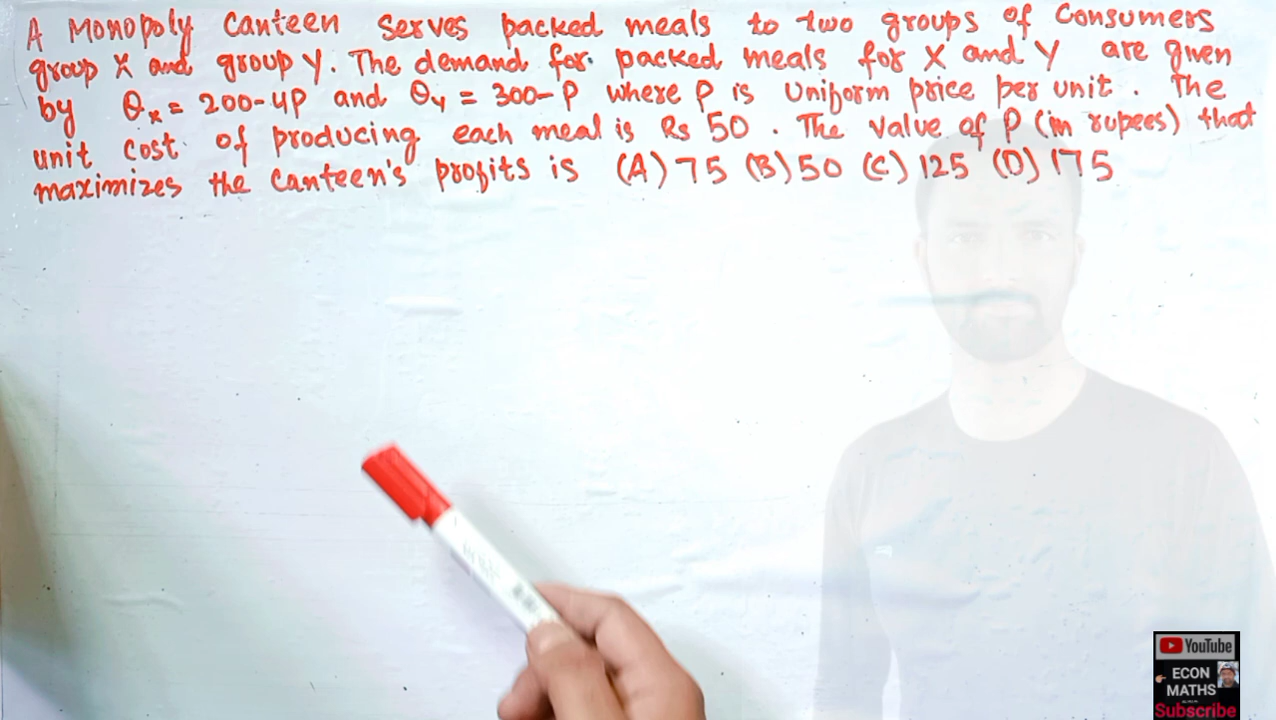 A Monopoly Canteen serves packed meals to two groups of consumers
group X and group Y. The demand for packed meals for X and Y are given
by Qx = 200-4P and QY = 300-P where P is Uniform price per unit. The
unit cost of producing each meal is Rs 50. The value of P (in rupees) that
maximizes the canteen's profits is (A) 75 (B) 50 (C) 125 (D) 175
YouTube
ECON
MATHS
Subscribe